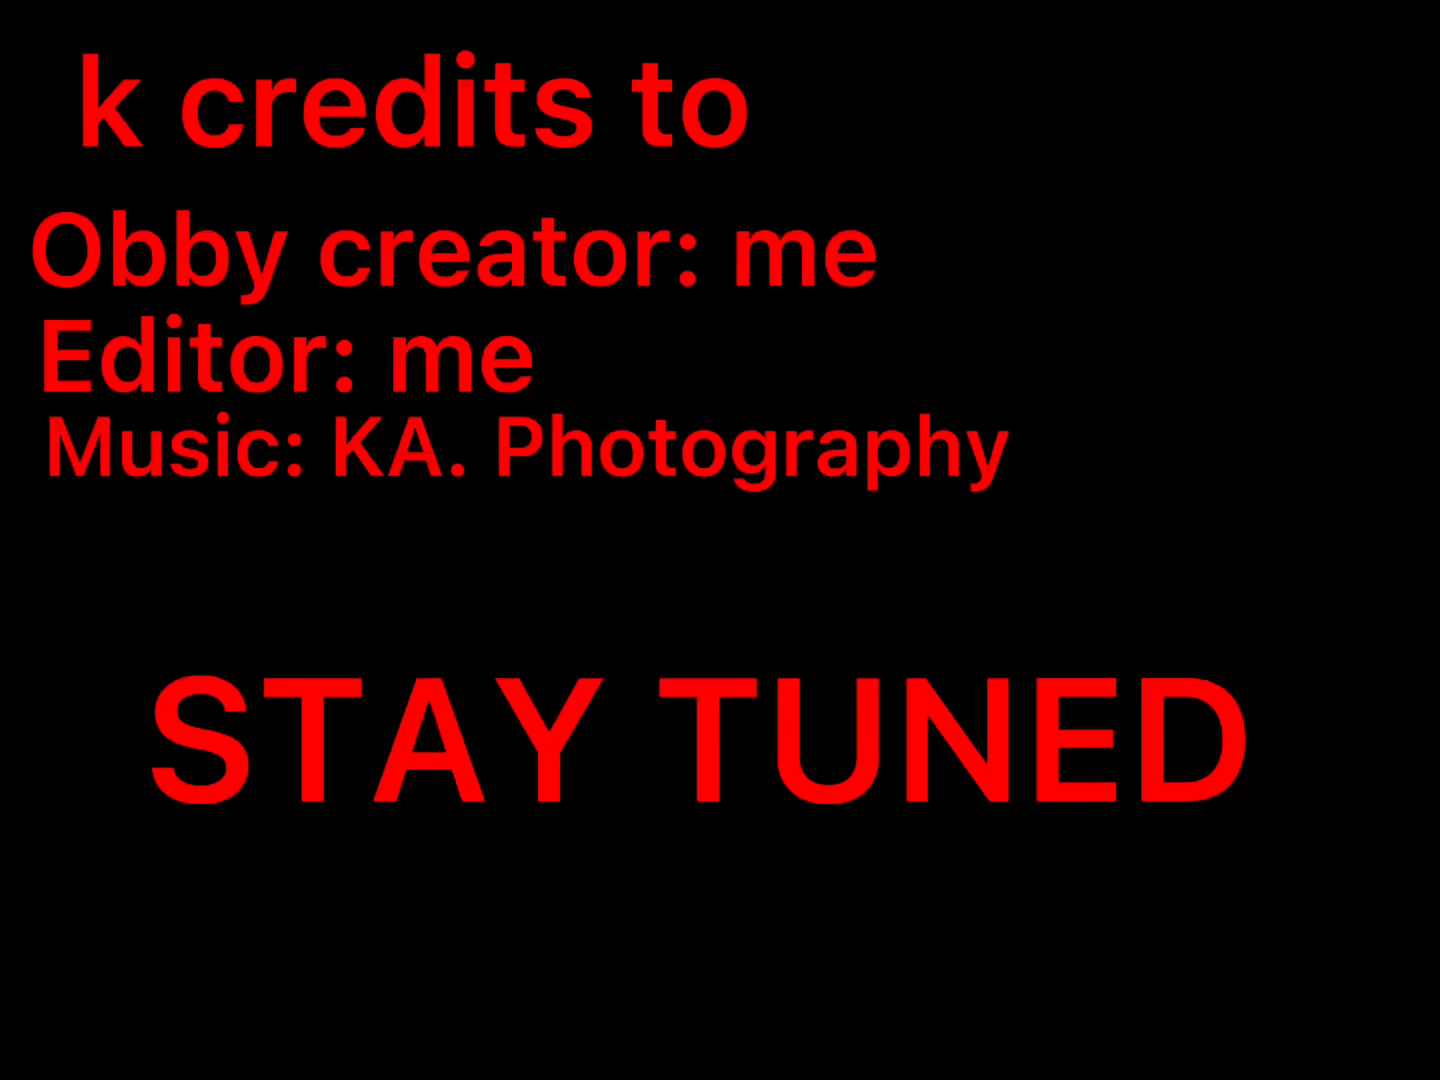 k credits to
Obby creator: me
Editor: me
Music: KA. Photography
STAY TUNED